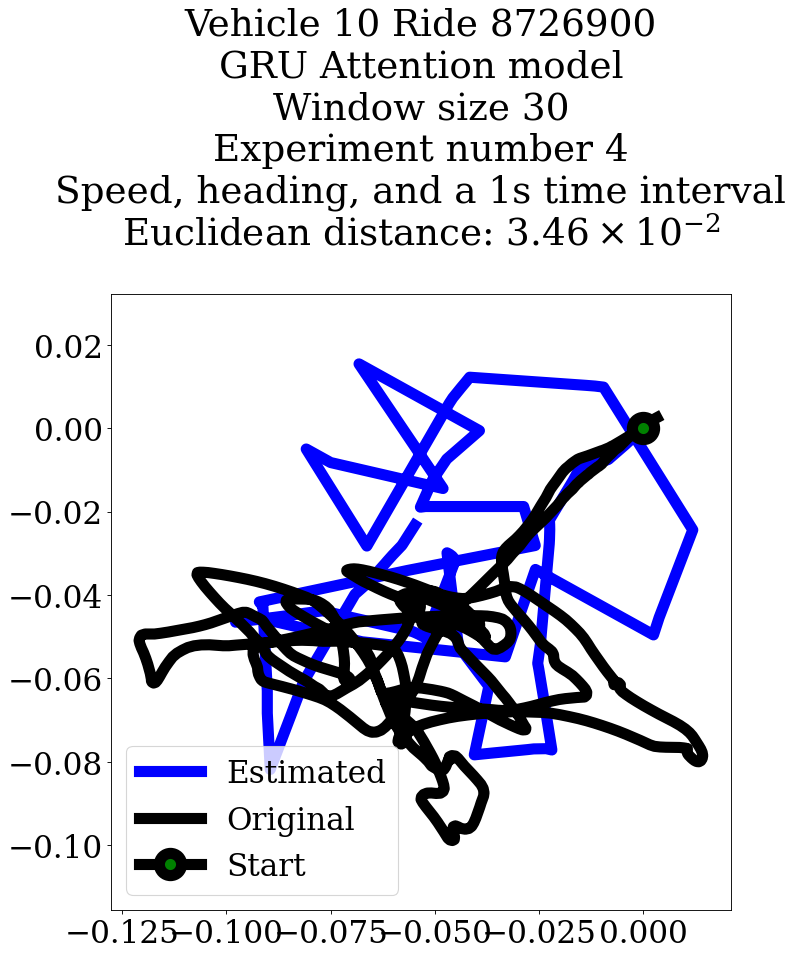 Vehicle 10 Ride 8726900
GRU Attention model
Window size 30
Experiment number 4
Speed, heading, and a 1s time interval
Euclidean distance: 3.46 × 10⁻²
0.02
0.00
−0.02
−0.04
−0.06
−0.08
−0.10
Estimated
Original
Start
−0.125 −0.100 −0.075 −0.050 −0.025 0.000